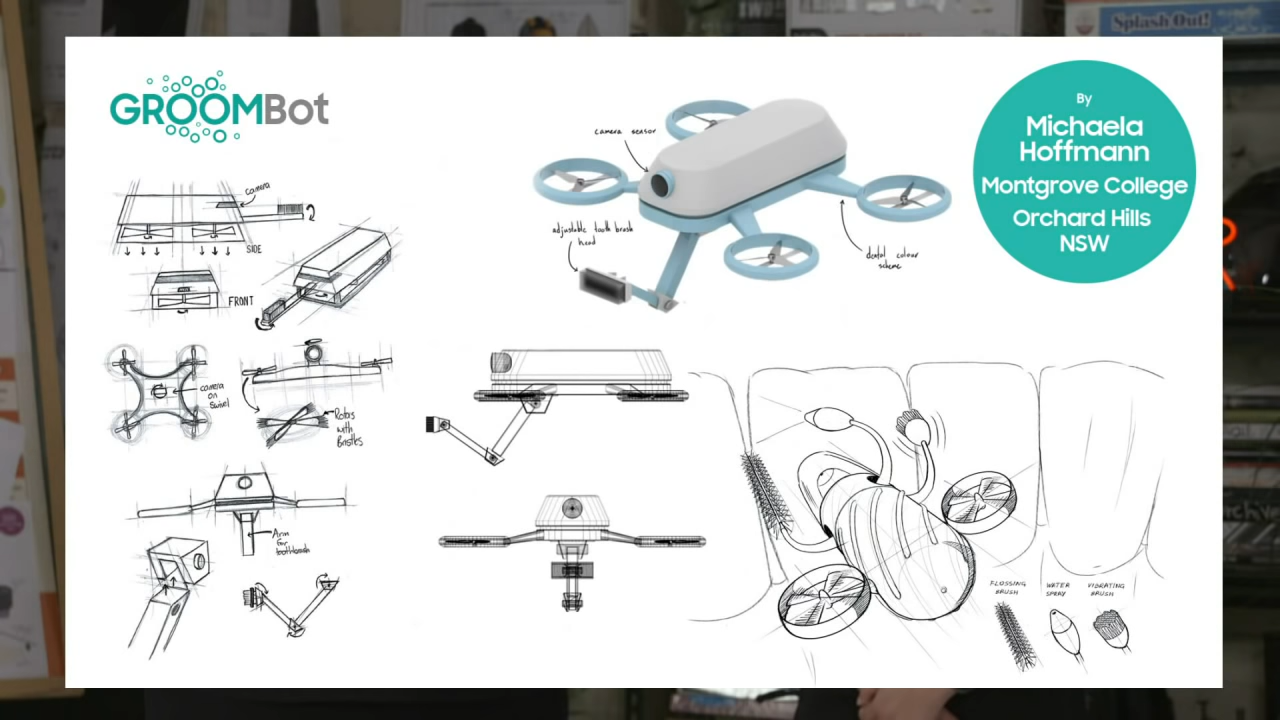 Splash Out!
GROOMBot
By
Michaela
Hoffmann
Montgrove College
Orchard Hills
NSW
camera sensor
adjustable tooth brush
head
dental colour
scheme
camera
SIDE
FRONT
camera
on
Swivel
Rotors
with
Bristles
Arm
for
toothbrush
FLOSSING
BRUSH
WATER
SPRAY
VIBRATING
BRUSH